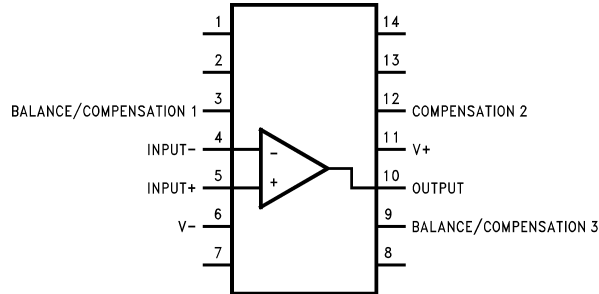 1 14
2 13
BALANCE/COMPENSATION 1 3 12 COMPENSATION 2
INPUT- 4 - 11 V+
INPUT+ 5 + 10 OUTPUT
V- 6 9 BALANCE/COMPENSATION 3
7 8